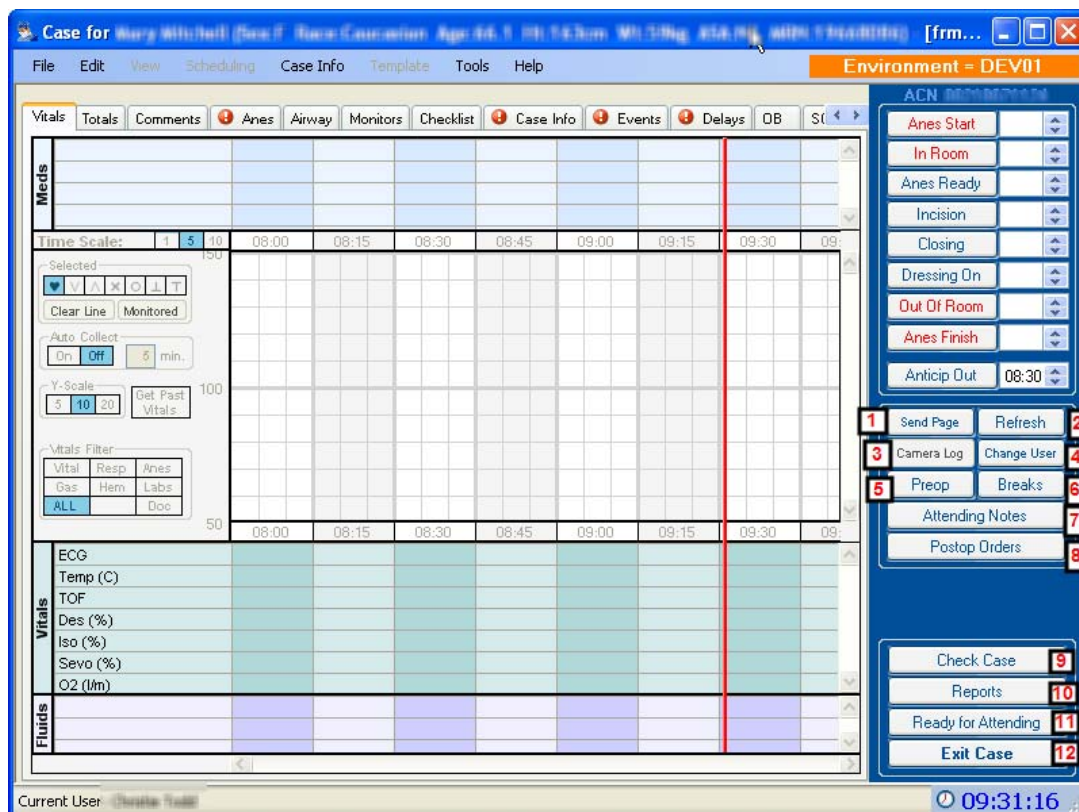 Case for [frm...
File Edit View Scheduling Case Info Template Tools Help Environment = DEV01
ACN
Vitals Totals Comments Anes Airway Monitors Checklist Case Info Events Delays OB
Anes Start
In Room
Anes Ready
Incision
Closing
Dressing On
Out Of Room
Anes Finish
Anticip Out 08:30
Meds
Time Scale: 1 5 10 08:00 08:15 08:30 08:45 09:00 09:15 09:30 09:
150
Selected
Clear Line Monitored
Auto Collect
On Off 5 min.
Y-Scale
5 10 20 Get Past Vitals
100
Vitals Filter
Vital Resp Anes
Gas Hem Labs
ALL Doc
50
08:00 08:15 08:30 08:45 09:00 09:15 09:30 09:
1 Send Page Refresh 2
3 Camera Log Change User 4
5 Preop Breaks 6
Attending Notes 7
Postop Orders 8
Vitals
ECG
Temp (C)
TOF
Des (%)
Iso (%)
Sevo (%)
O2 (l/m)
Fluids
Check Case 9
Reports 10
Ready for Attending 11
Exit Case 12
Current User
09:31:16